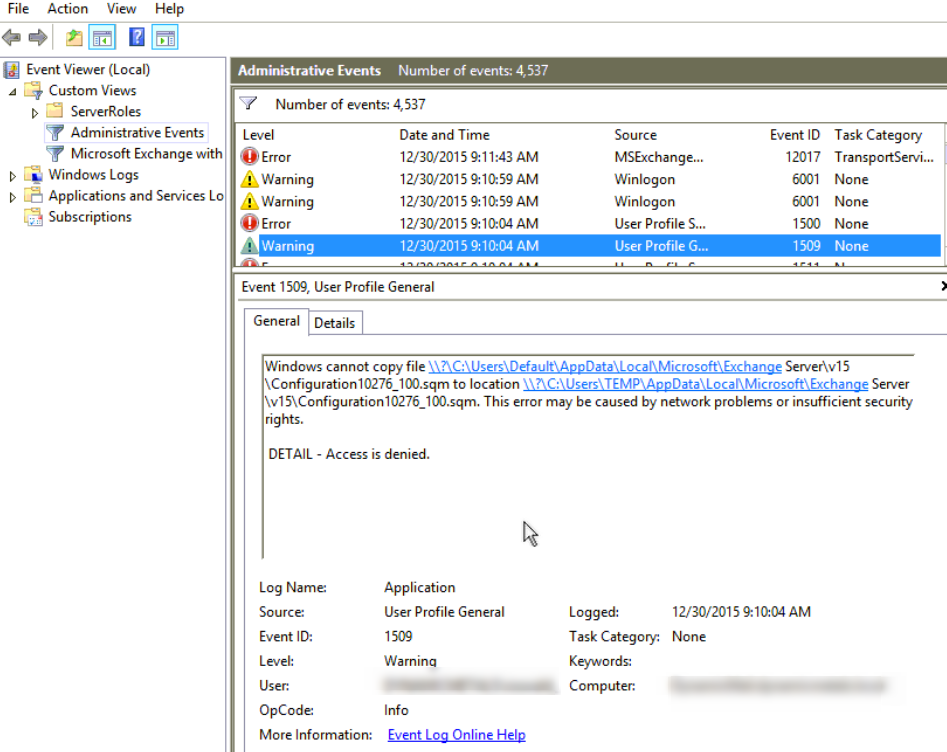 File Action View Help
Event Viewer (Local)
Custom Views
ServerRoles
Administrative Events
Microsoft Exchange with
Windows Logs
Applications and Services Lo
Subscriptions
Administrative Events Number of events: 4,537
Number of events: 4,537
Level Date and Time Source Event ID Task Category
Error 12/30/2015 9:11:43 AM MSExchange... 12017 TransportServi...
Warning 12/30/2015 9:10:59 AM Winlogon 6001 None
Warning 12/30/2015 9:10:59 AM Winlogon 6001 None
Error 12/30/2015 9:10:04 AM User Profile S... 1500 None
Warning 12/30/2015 9:10:04 AM User Profile G... 1509 None
Event 1509, User Profile General
General Details
Windows cannot copy file \\?\C:\Users\Default\AppData\Local\Microsoft\Exchange Server\v15
\Configuration10276_100.sqm to location \\?\C:\Users\TEMP\AppData\Local\Microsoft\Exchange Server
\v15\Configuration10276_100.sqm. This error may be caused by network problems or insufficient security
rights.
DETAIL - Access is denied.
Log Name: Application
Source: User Profile General Logged: 12/30/2015 9:10:04 AM
Event ID: 1509 Task Category: None
Level: Warning Keywords:
User: Computer:
OpCode: Info
More Information: Event Log Online Help